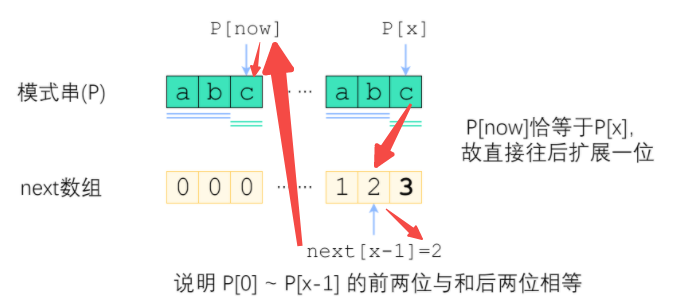 P[now] P[x]
模式串(P) a b c ...... a b c
P[now]恰等于P[x],
故直接往后扩展一位
next数组 0 0 0 ...... 1 2 3
next[x-1]=2
说明 P[0] ~ P[x-1] 的前两位与和后两位相等